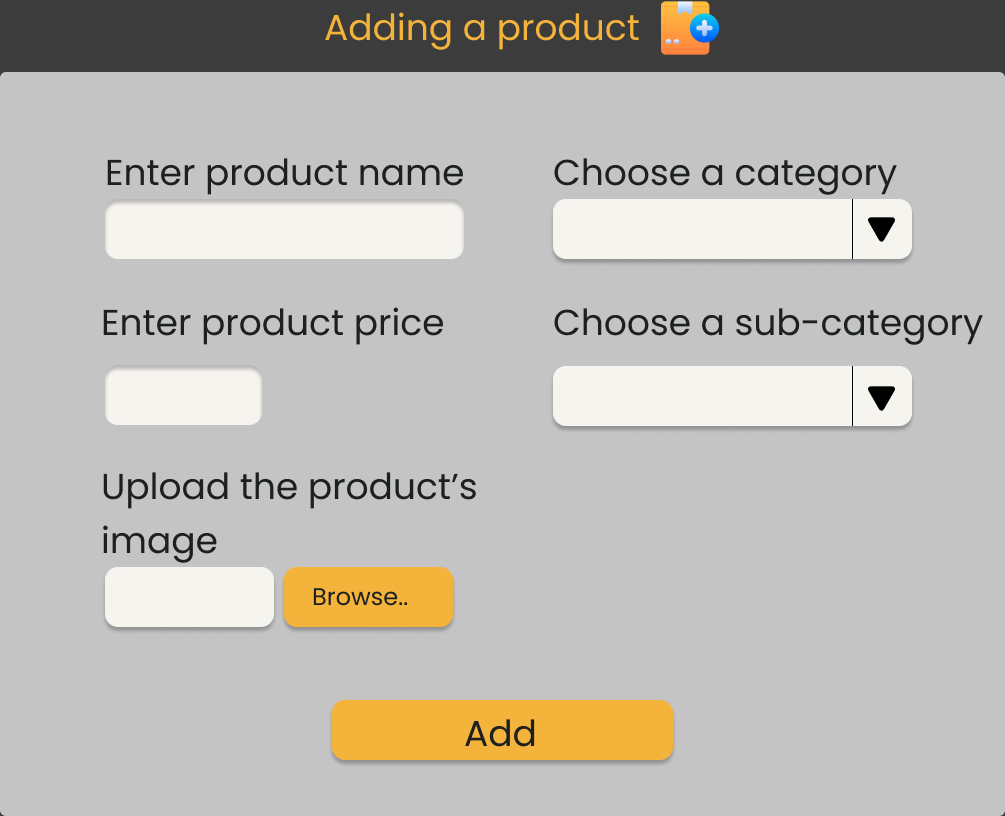 Adding a product
Enter product name
Choose a category
Enter product price
Choose a sub-category
Upload the product’s
image
Browse..
Add